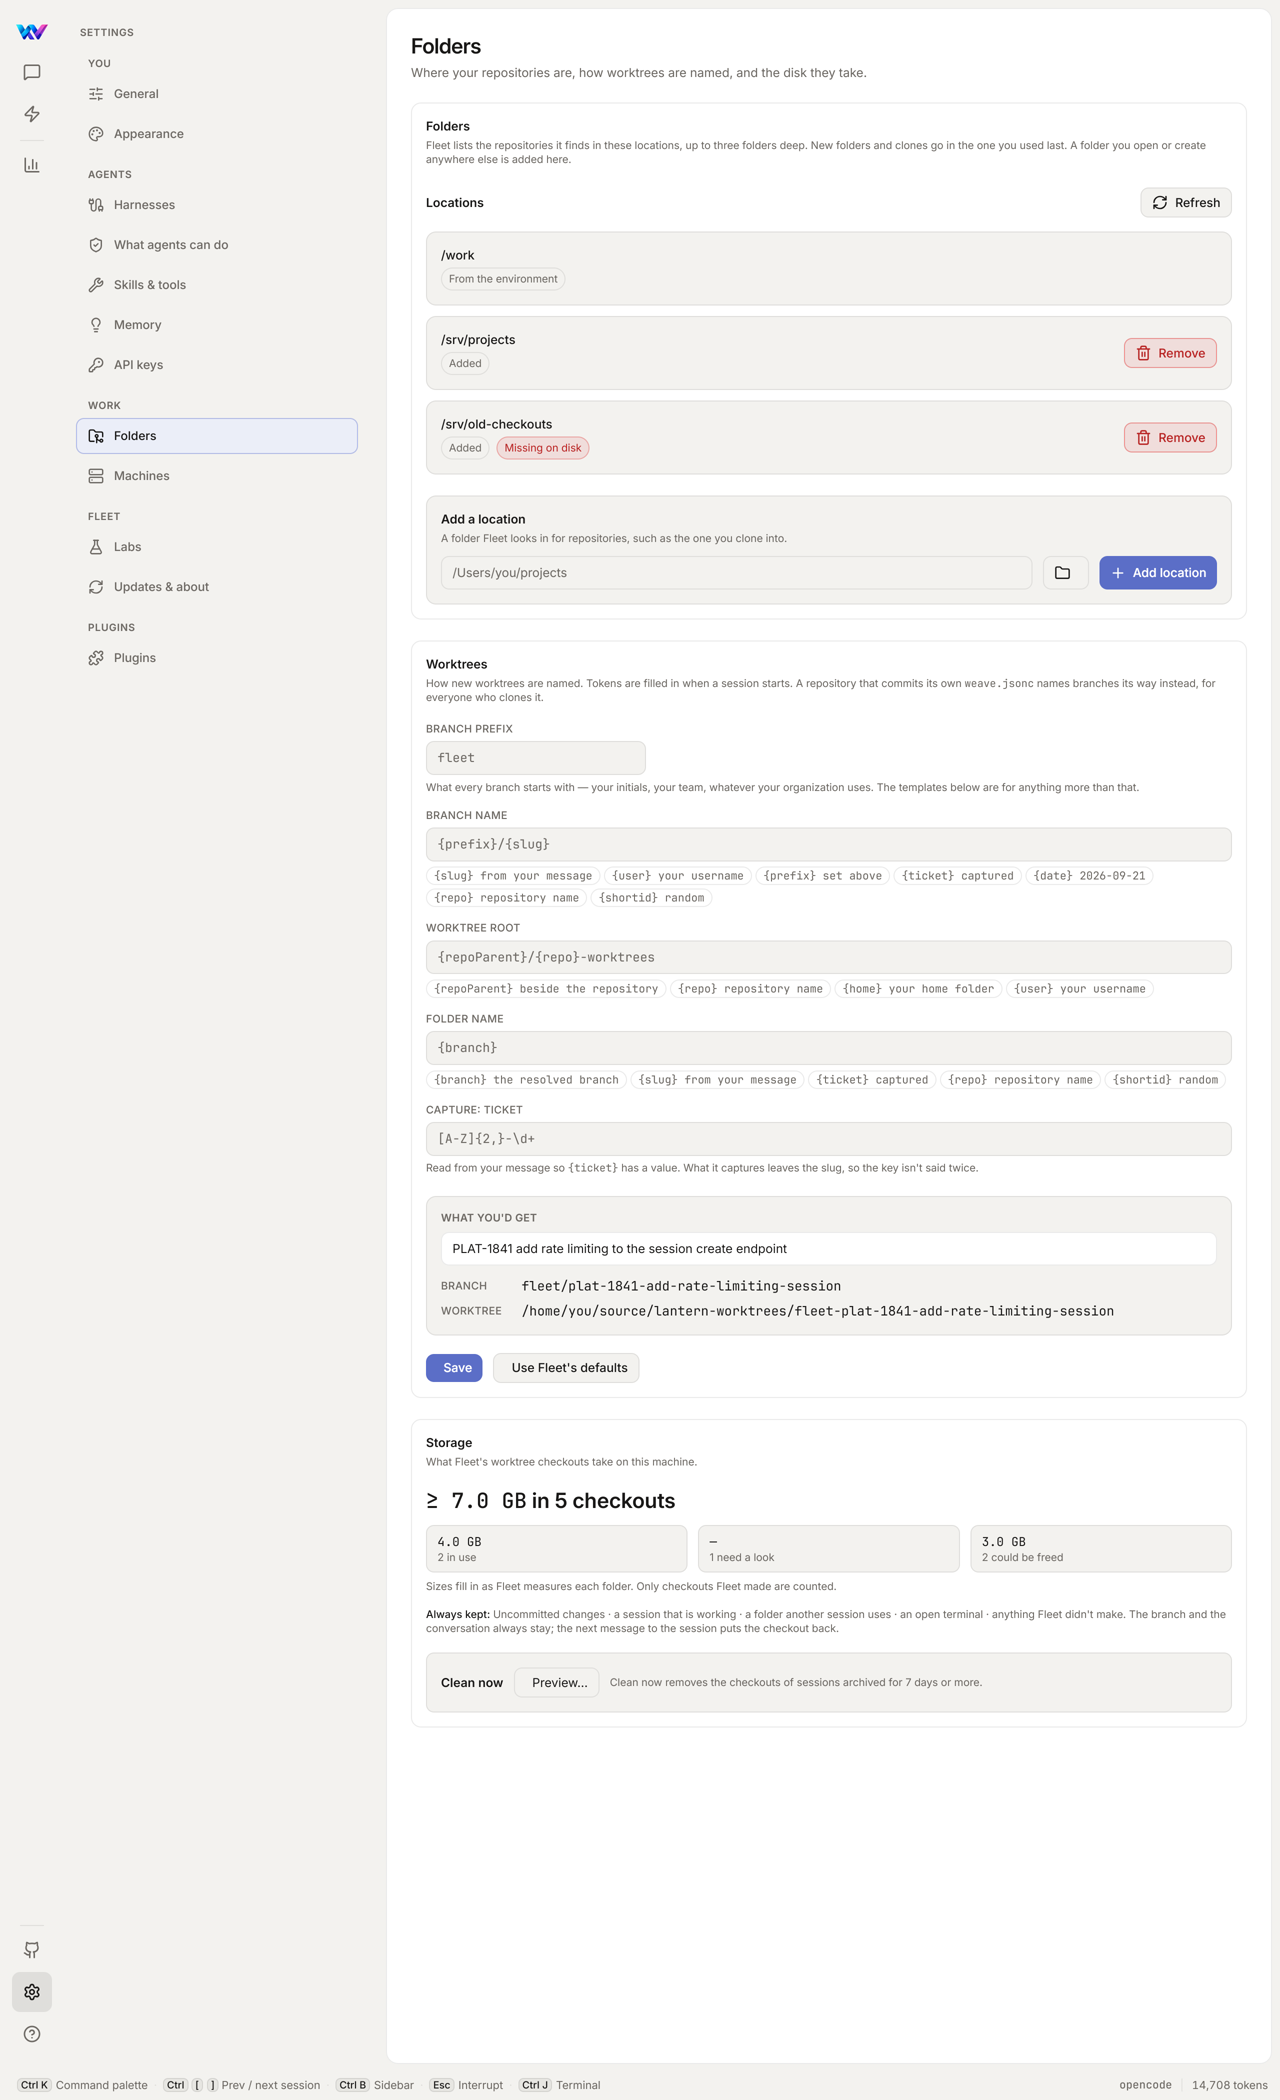 SETTINGS
YOU
General
Appearance
AGENTS
Harnesses
What agents can do
Skills & tools
Memory
API keys
WORK
Folders
Machines
FLEET
Labs
Updates & about
PLUGINS
Plugins
Folders
Where your repositories are, how worktrees are named, and the disk they take.
Folders
Fleet lists the repositories it finds in these locations, up to three folders deep. New folders and clones go in the one you used last. A folder you open or create
anywhere else is added here.
Locations
Refresh
/work
From the environment
/srv/projects
Added
Remove
/srv/old-checkouts
Added Missing on disk
Remove
Add a location
A folder Fleet looks in for repositories, such as the one you clone into.
/Users/you/projects
Add location
Worktrees
How new worktrees are named. Tokens are filled in when a session starts. A repository that commits its own weave.jsonc names branches its way instead, for
everyone who clones it.
BRANCH PREFIX
fleet
What every branch starts with — your initials, your team, whatever your organization uses. The templates below are for anything more than that.
BRANCH NAME
{prefix}/{slug}
{slug} from your message {user} your username {prefix} set above {ticket} captured {date} 2026-09-21
{repo} repository name {shortid} random
WORKTREE ROOT
{repoParent}/{repo}-worktrees
{repoParent} beside the repository {repo} repository name {home} your home folder {user} your username
FOLDER NAME
{branch}
{branch} the resolved branch {slug} from your message {ticket} captured {repo} repository name {shortid} random
CAPTURE: TICKET
[A-Z]{2,}-\d+
Read from your message so {ticket} has a value. What it captures leaves the slug, so the key isn't said twice.
WHAT YOU'D GET
PLAT-1841 add rate limiting to the session create endpoint
BRANCH fleet/plat-1841-add-rate-limiting-session
WORKTREE /home/you/source/lantern-worktrees/fleet-plat-1841-add-rate-limiting-session
Save Use Fleet's defaults
Storage
What Fleet's worktree checkouts take on this machine.
≥ 7.0 GB in 5 checkouts
4.0 GB
2 in use
—
1 need a look
3.0 GB
2 could be freed
Sizes fill in as Fleet measures each folder. Only checkouts Fleet made are counted.
Always kept: Uncommitted changes · a session that is working · a folder another session uses · an open terminal · anything Fleet didn't make. The branch and the
conversation always stay; the next message to the session puts the checkout back.
Clean now Preview... Clean now removes the checkouts of sessions archived for 7 days or more.
Ctrl K Command palette Ctrl [ ] Prev / next session Ctrl B Sidebar Esc Interrupt Ctrl J Terminal
opencode 14,708 tokens